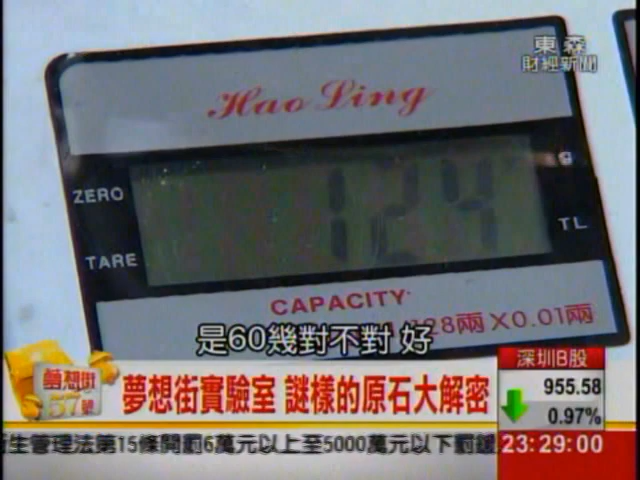 東森
財經新聞
Hao Ling
124
g
ZERO
TL
TARE
CAPACITY
128兩X0.01兩
是60幾對不對 好
夢想街
57號
夢想街實驗室 謎樣的原石大解密
深圳B股
955.58
0.97%
生管理法第15條開罰6萬元以上至5000萬元以下罰鍰
23:29:00